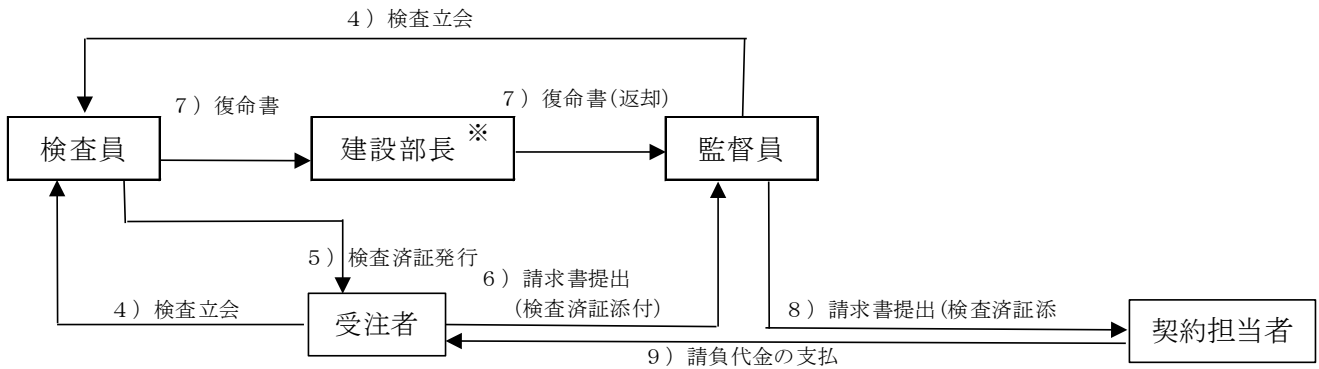 ４）検査立会
７）復命書
７）復命書(返却)
検査員
建設部長
※
監督員
５）検査済証発行
６）請求書提出
(検査済証添付)
４）検査立会
受注者
８）請求書提出(検査済証添
契約担当者
９）請負代金の支払